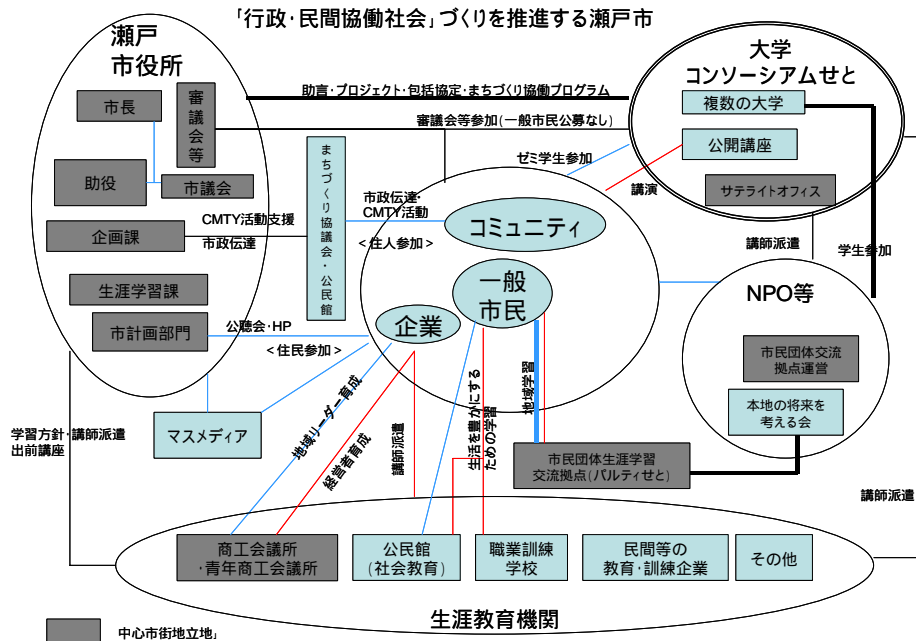 「行政・民間協働社会」づくりを推進する瀬戸市
瀬戸
市役所
市長
審議会等
助役
市議会
企画課
生涯学習課
市計画部門
CMTY活動支援
市政伝達
まちづくり協議会・公民館
助言・プロジェクト・包括協定・まちづくり協働プログラム
審議会等参加(一般市民公募なし)
大学
コンソーシアムせと
複数の大学
公開講座
サテライトオフィス
ゼミ学生参加
講演
市政伝達・
CMTY活動
<住人参加>
コミュニティ
一般
市民
企業
公聴会・HP
<住民参加>
講師派遣
学生参加
NPO等
市民団体交流
拠点運営
本地の将来を
考える会
マスメディア
地域リーダー育成
経営者育成
講師派遣
生活を豊かにする
ための学習
地域学習
市民団体生涯学習
交流拠点(パルティせと)
学習方針・講師派遣
出前講座
講師派遣
商工会議所
・青年商工会議所
公民館
(社会教育)
職業訓練
学校
民間等の
教育・訓練企業
その他
生涯教育機関
中心市街地立地」